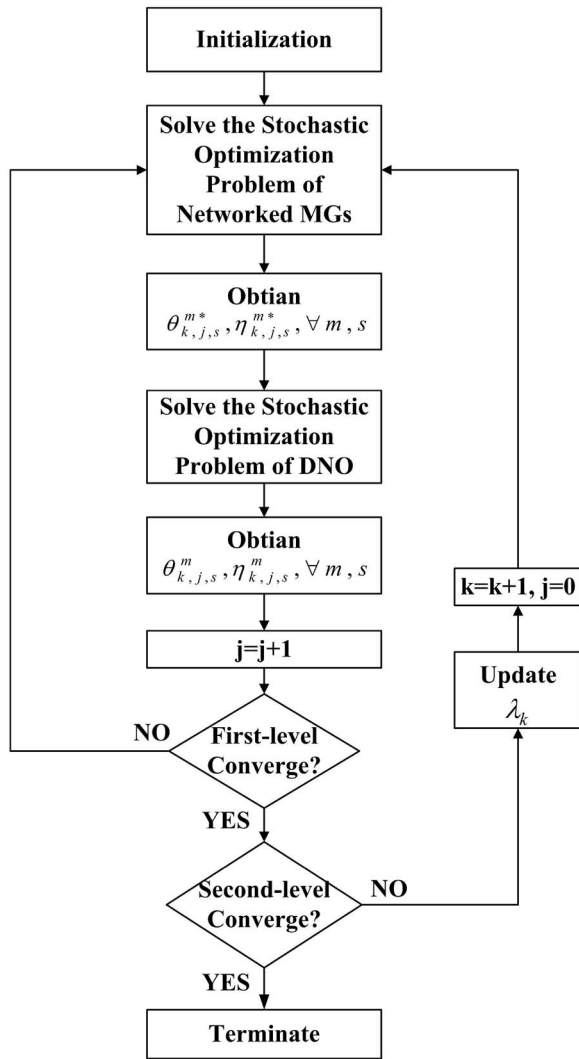 Initialization
Solve the Stochastic
Optimization
Problem of
Networked MGs
Obtian
θ^{m*}_{k,j,s}, η^{m*}_{k,j,s}, ∀ m, s
Solve the Stochastic
Optimization
Problem of DNO
Obtian
θ^{m}_{k,j,s}, η^{m}_{k,j,s}, ∀ m, s
j=j+1
First-level
Converge?
NO
YES
Second-level
Converge?
NO
YES
Terminate
Update
λ_k
k=k+1, j=0